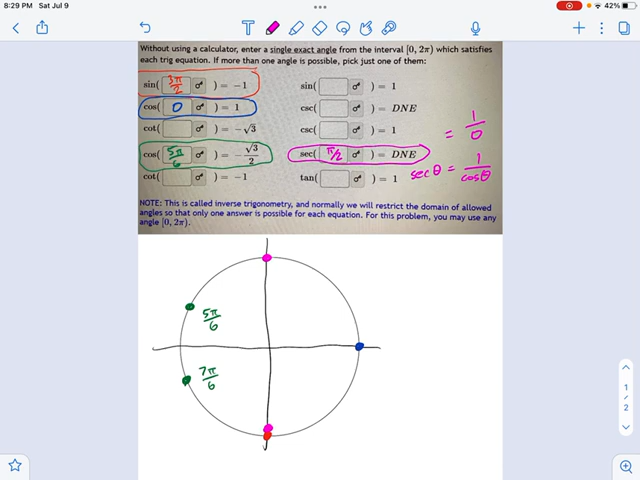 8:29 PM Sat Jul 9
42%
Without using a calculator, enter a single exact angle from the interval [0, 2π) which satisfies
each trig equation. If more than one angle is possible, pick just one of them:
sin( 3π/2 ) = −1
sin( ) = 1
cos( 0 ) = 1
csc( ) = DNE
cot( ) = −√3
csc( ) = 1
= 1/0
cos( 5π/6 ) = −√3/2
sec( π/2 ) = DNE
sec θ = 1/cos θ
cot( ) = −1
tan( ) = 1
NOTE: This is called inverse trigonometry, and normally we will restrict the domain of allowed
angles so that only one answer is possible for each equation. For this problem, you may use any
angle [0, 2π).
5π/6
7π/6
1
/
2